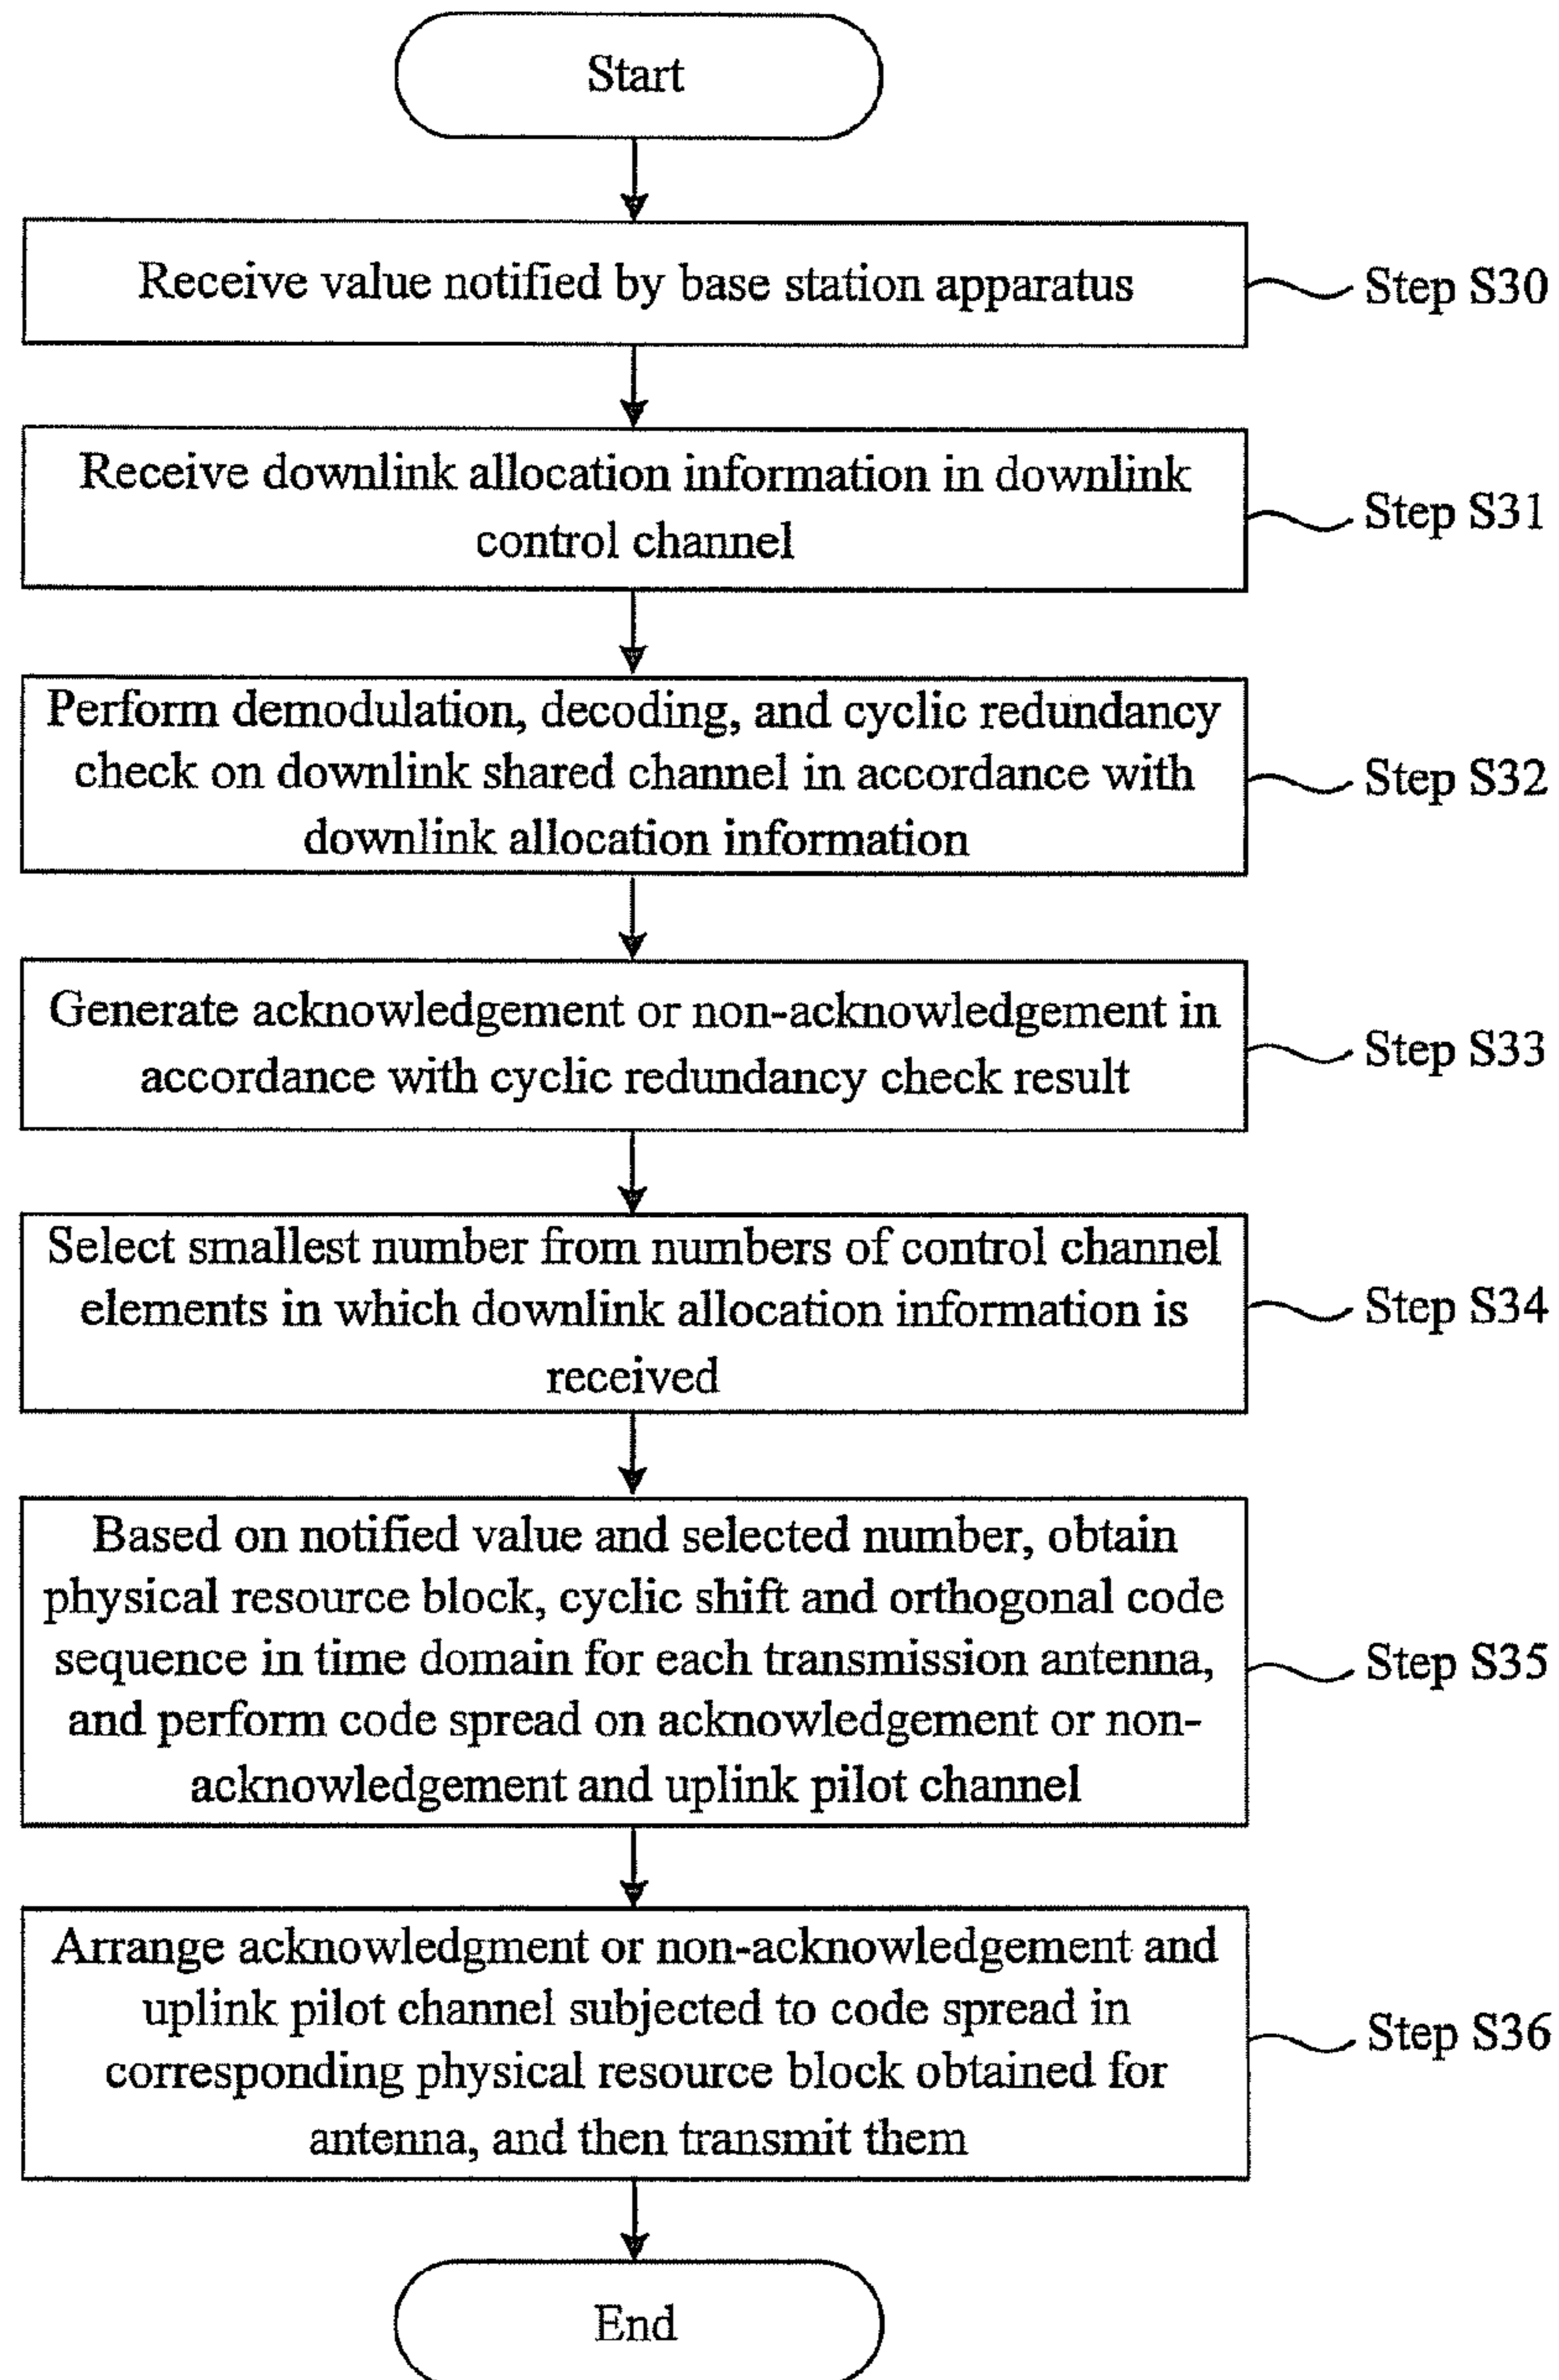 Start
Receive value notified by base station apparatus
Step S30
Receive downlink allocation information in downlink
control channel
Step S31
Perform demodulation, decoding, and cyclic redundancy
check on downlink shared channel in accordance with
downlink allocation information
Step S32
Generate acknowledgement or non-acknowledgement in
accordance with cyclic redundancy check result
Step S33
Select smallest number from numbers of control channel
elements in which downlink allocation information is
received
Step S34
Based on notified value and selected number, obtain
physical resource block, cyclic shift and orthogonal code
sequence in time domain for each transmission antenna,
and perform code spread on acknowledgement or non-
acknowledgement and uplink pilot channel
Step S35
Arrange acknowledgment or non-acknowledgement and
uplink pilot channel subjected to code spread in
corresponding physical resource block obtained for
antenna, and then transmit them
Step S36
End